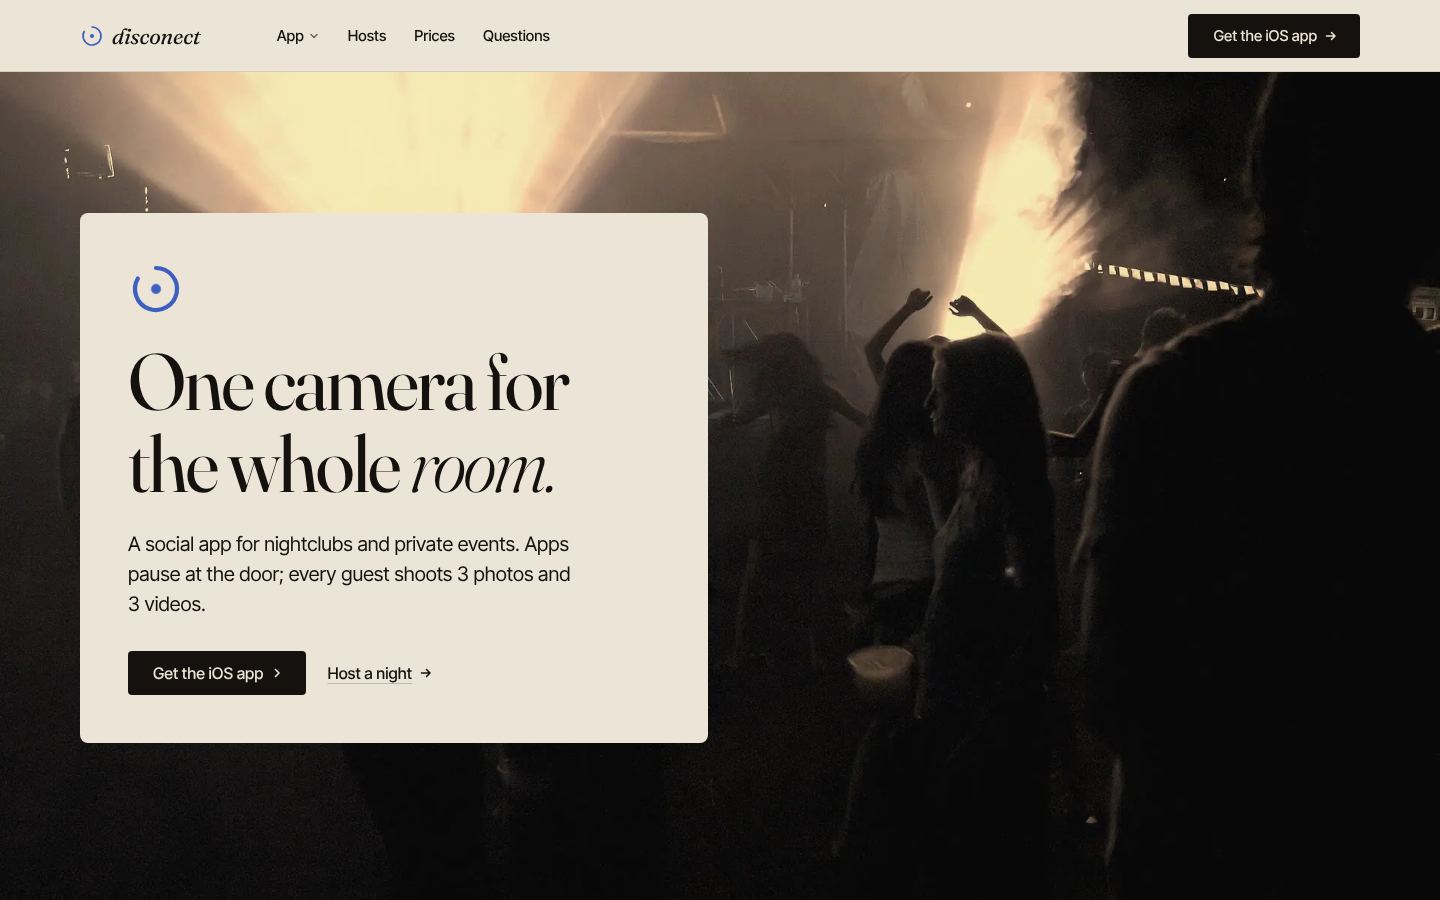 disconect
App
Hosts
Prices
Questions
Get the iOS app
One camera for
the whole room.
A social app for nightclubs and private events. Apps
pause at the door; every guest shoots 3 photos and
3 videos.
Get the iOS app
Host a night